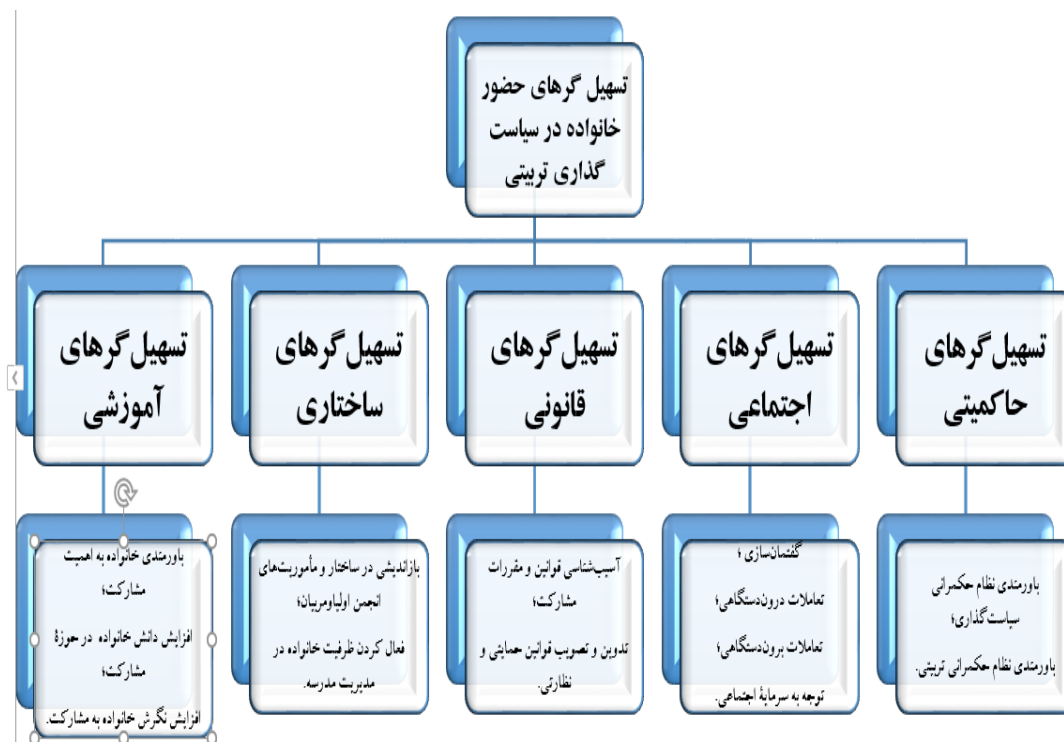 تسهیل گرهای حضور
خانواده در سیاست
گذاری تربیتی
تسهیل‌گرهای
حاکمیتی
تسهیل‌گرهای
اجتماعی
تسهیل‌گرهای
قانونی
تسهیل‌گرهای
ساختاری
تسهیل‌گرهای
آموزشی
باورمندی نظام حکمرانی
سیاست‌گذاری؛
باورمندی نظام حکمرانی تربیتی.
گفتمان‌سازی ؛
تعاملات درون‌دستگاهی؛
تعاملات برون‌دستگاهی؛
توجه به سرمایهٔ اجتماعی.
آسیب‌شناسی قوانین و مقررات
مشارکت؛
تدوین و تصویب قوانین حمایتی و
نظارتی.
بازاندیشی در ساختار و مأموریت‌های
انجمن اولیاومربیان؛
فعال کردن ظرفیت خانواده در
مدیریت مدرسه.
باورمندی خانواده به اهمیت
مشارکت؛
افزایش دانش خانواده در حوزهٔ
مشارکت؛
افزایش نگرش خانواده به مشارکت.